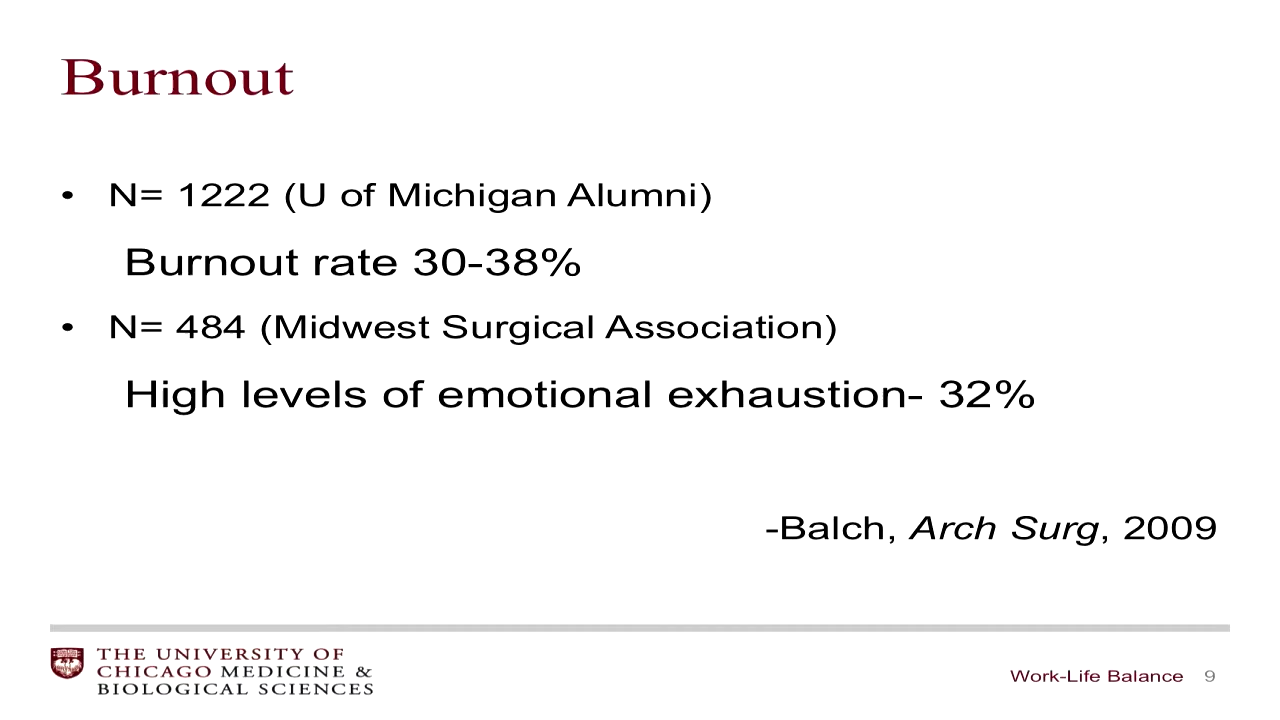 Burnout
• N= 1222 (U of Michigan Alumni)
Burnout rate 30-38%
• N= 484 (Midwest Surgical Association)
High levels of emotional exhaustion- 32%
-Balch, Arch Surg, 2009
THE UNIVERSITY OF
CHICAGO MEDICINE &
BIOLOGICAL SCIENCES
Work-Life Balance 9